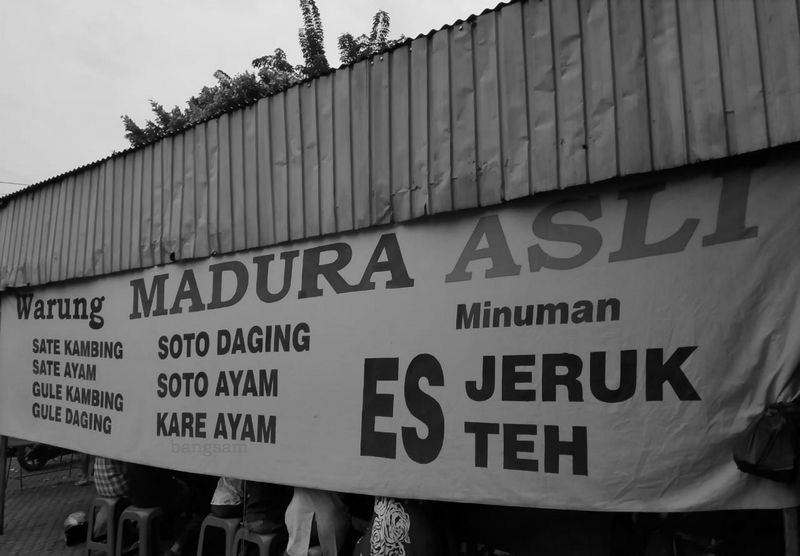 Warung MADURA ASLI
SATE KAMBING
SATE AYAM
GULE KAMBING
GULE DAGING
SOTO DAGING
SOTO AYAM
KARE AYAM
Minuman
ES JERUK
TEH
bangsam